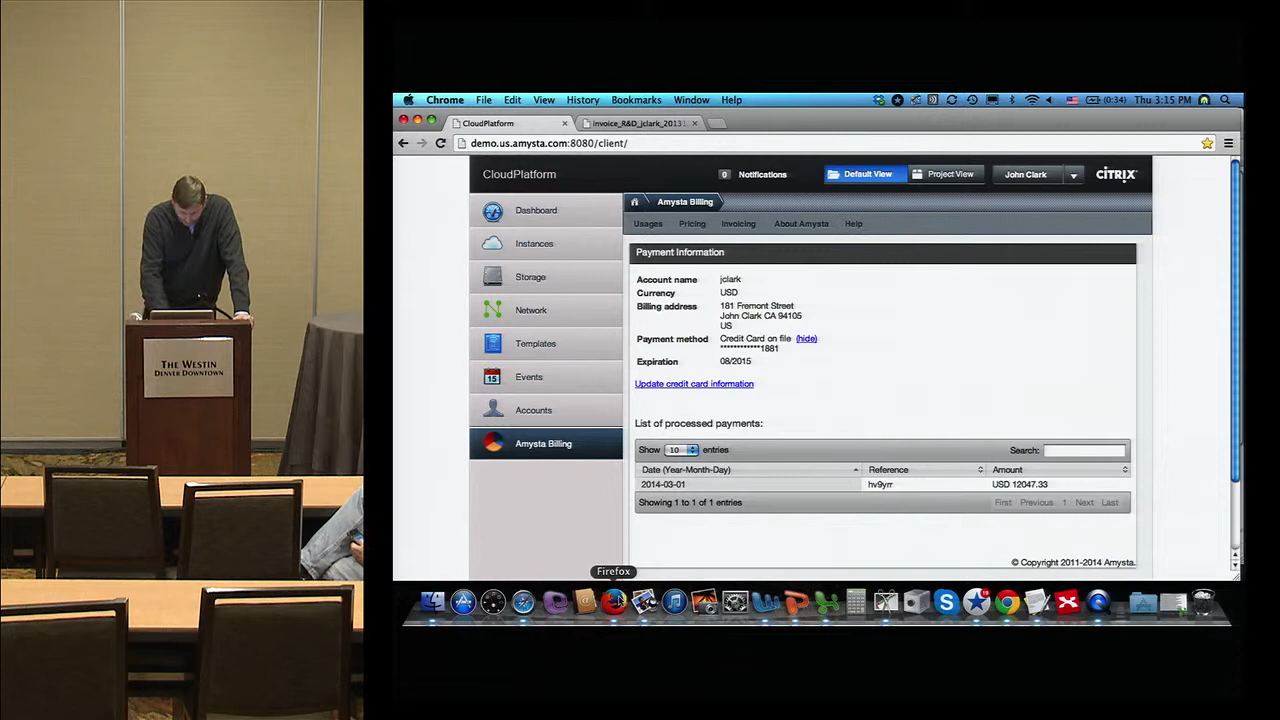 THE WESTIN
DENVER DOWNTOWN
Chrome File Edit View History Bookmarks Window Help
(0:34) Thu 3:15 PM
CloudPlatform
invoice_R&D_jclark_2013
demo.us.amysta.com:8080/client/
CloudPlatform
0 Notifications
Default View
Project View
John Clark
CITRIX
Dashboard
Instances
Storage
Network
Templates
15 Events
Accounts
Amysta Billing
Amysta Billing
Usages Pricing Invoicing About Amysta Help
Payment Information
Account name jclark
Currency USD
Billing address 181 Fremont Street
John Clark CA 94105
US
Payment method Credit Card on file (hide)
************1881
Expiration 08/2015
Update credit card information
List of processed payments:
Show 10 entries Search:
Date (Year-Month-Day) Reference Amount
2014-03-01 hv9yrr USD 12047.33
Showing 1 to 1 of 1 entries First Previous 1 Next Last
© Copyright 2011-2014 Amysta.
Firefox